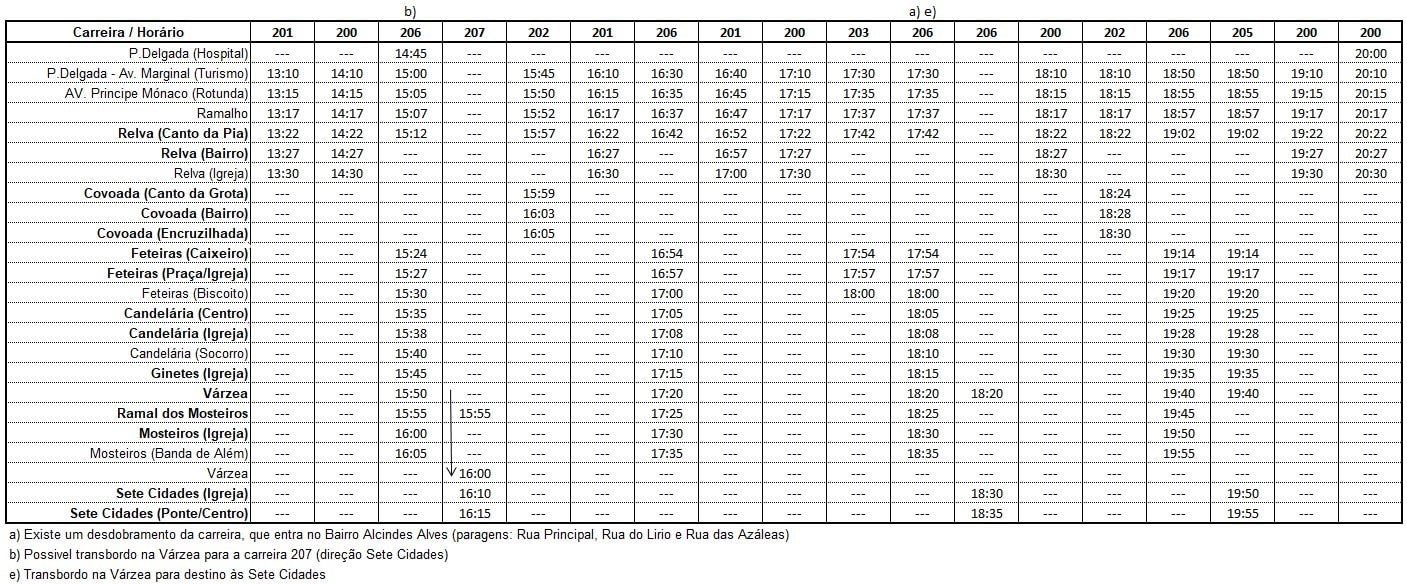 b) a) e)
Carreira / Horário 201 200 206 207 202 201 206 201 200 203 206 206 200 202 206 205 200 200
P.Delgada (Hospital) --- --- 14:45 --- --- --- --- --- --- --- --- --- --- --- --- --- --- 20:00
P.Delgada - Av. Marginal (Turismo) 13:10 14:10 15:00 --- 15:45 16:10 16:30 16:40 17:10 17:30 17:30 --- 18:10 18:10 18:50 18:50 19:10 20:10
AV. Principe Mónaco (Rotunda) 13:15 14:15 15:05 --- 15:50 16:15 16:35 16:45 17:15 17:35 17:35 --- 18:15 18:15 18:55 18:55 19:15 20:15
Ramalho 13:17 14:17 15:07 --- 15:52 16:17 16:37 16:47 17:17 17:37 17:37 --- 18:17 18:17 18:57 18:57 19:17 20:17
Relva (Canto da Pia) 13:22 14:22 15:12 --- 15:57 16:22 16:42 16:52 17:22 17:42 17:42 --- 18:22 18:22 19:02 19:02 19:22 20:22
Relva (Bairro) 13:27 14:27 --- --- --- 16:27 --- 16:57 17:27 --- --- --- 18:27 --- --- --- 19:27 20:27
Relva (Igreja) 13:30 14:30 --- --- --- 16:30 --- 17:00 17:30 --- --- --- 18:30 --- --- --- 19:30 20:30
Covoada (Canto da Grota) --- --- --- --- 15:59 --- --- --- --- --- --- --- --- 18:24 --- --- --- ---
Covoada (Bairro) --- --- --- --- 16:03 --- --- --- --- --- --- --- --- 18:28 --- --- --- ---
Covoada (Encruzilhada) --- --- --- --- 16:05 --- --- --- --- --- --- --- --- 18:30 --- --- --- ---
Feteiras (Caixeiro) --- --- 15:24 --- --- --- 16:54 --- --- 17:54 17:54 --- --- --- 19:14 19:14 --- ---
Feteiras (Praça/Igreja) --- --- 15:27 --- --- --- 16:57 --- --- 17:57 17:57 --- --- --- 19:17 19:17 --- ---
Feteiras (Biscoito) --- --- 15:30 --- --- --- 17:00 --- --- 18:00 18:00 --- --- --- 19:20 19:20 --- ---
Candelária (Centro) --- --- 15:35 --- --- --- 17:05 --- --- --- 18:05 --- --- --- 19:25 19:25 --- ---
Candelária (Igreja) --- --- 15:38 --- --- --- 17:08 --- --- --- 18:08 --- --- --- 19:28 19:28 --- ---
Candelária (Socorro) --- --- 15:40 --- --- --- 17:10 --- --- --- 18:10 --- --- --- 19:30 19:30 --- ---
Ginetes (Igreja) --- --- 15:45 --- --- --- 17:15 --- --- --- 18:15 --- --- --- 19:35 19:35 --- ---
Várzea --- --- 15:50 --- --- 17:20 --- --- --- 18:20 18:20 --- --- 19:40 19:40 --- ---
Ramal dos Mosteiros --- --- 15:55 15:55 --- --- 17:25 --- --- --- 18:25 --- --- --- 19:45 --- --- ---
Mosteiros (Igreja) --- --- 16:00 --- --- 17:30 --- --- --- 18:30 --- --- --- 19:50 --- --- ---
Mosteiros (Banda de Além) --- --- 16:05 --- --- 17:35 --- --- --- 18:35 --- --- --- 19:55 --- --- ---
Várzea --- --- --- 16:00 --- --- --- --- --- --- --- --- --- --- --- --- --- ---
Sete Cidades (Igreja) --- --- --- 16:10 --- --- --- --- --- --- --- 18:30 --- --- --- 19:50 --- ---
Sete Cidades (Ponte/Centro) --- --- --- 16:15 --- --- --- --- --- --- --- 18:35 --- --- --- 19:55 --- ---
a) Existe um desdobramento da carreira, que entra no Bairro Alcindes Alves (paragens: Rua Principal, Rua do Lirio e Rua das Azáleas)
b) Possivel transbordo na Várzea para a carreira 207 (direção Sete Cidades)
e) Transbordo na Várzea para destino às Sete Cidades